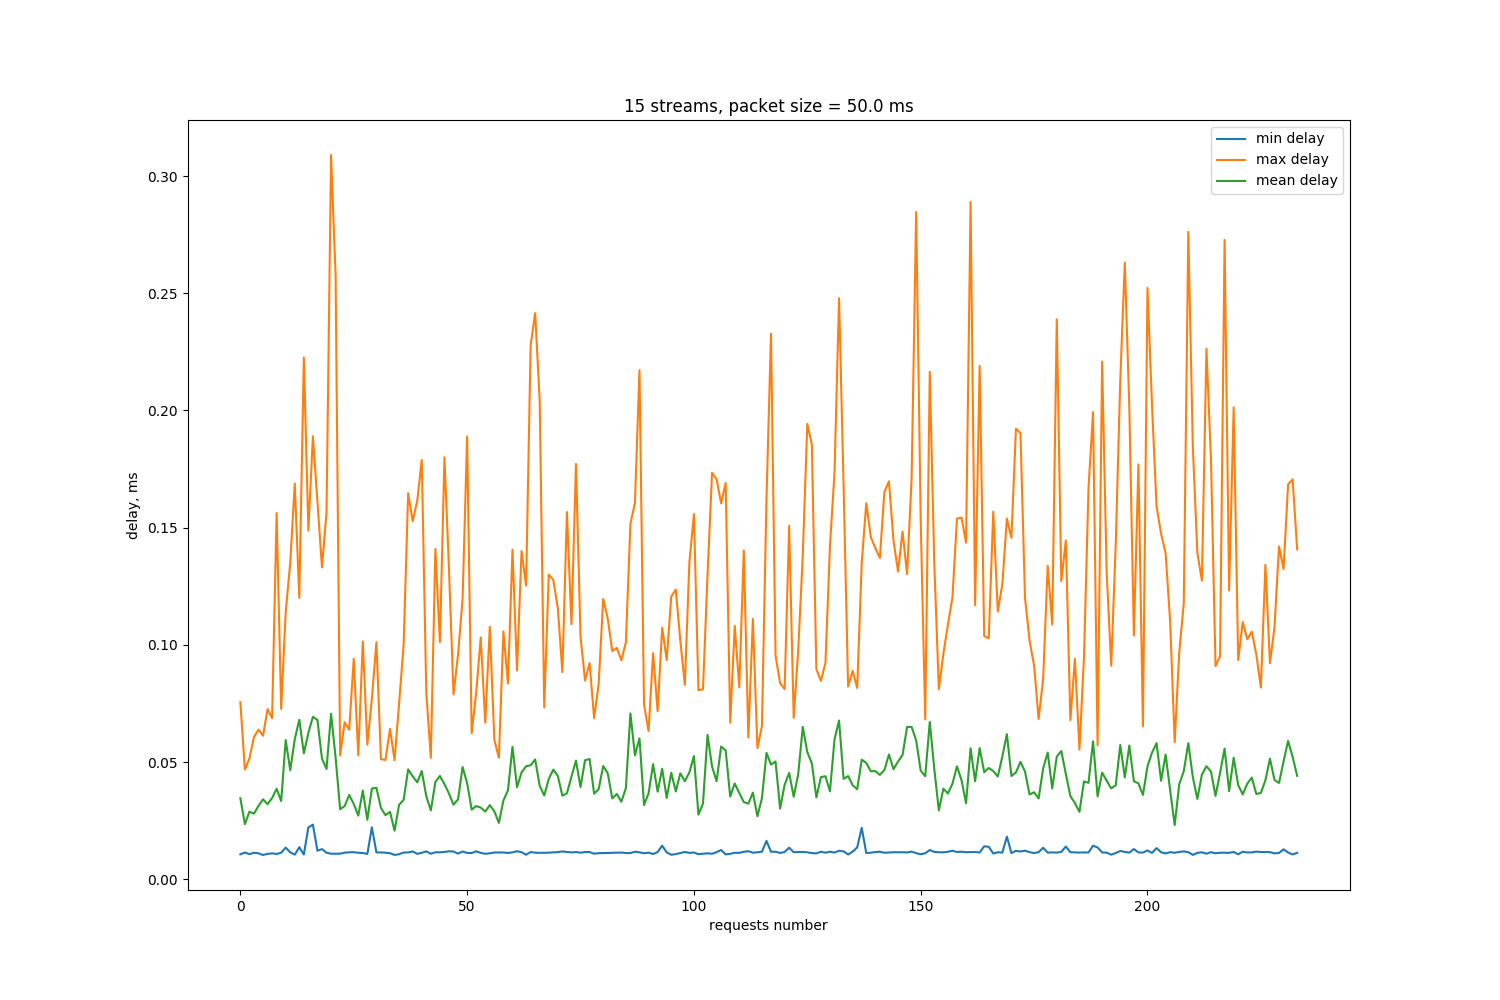 15 streams, packet size = 50.0 ms
min delay
max delay
mean delay
0.30
0.25
0.20
0.15
0.10
0.05
0.00
delay, ms
0 50 100 150 200
requests number